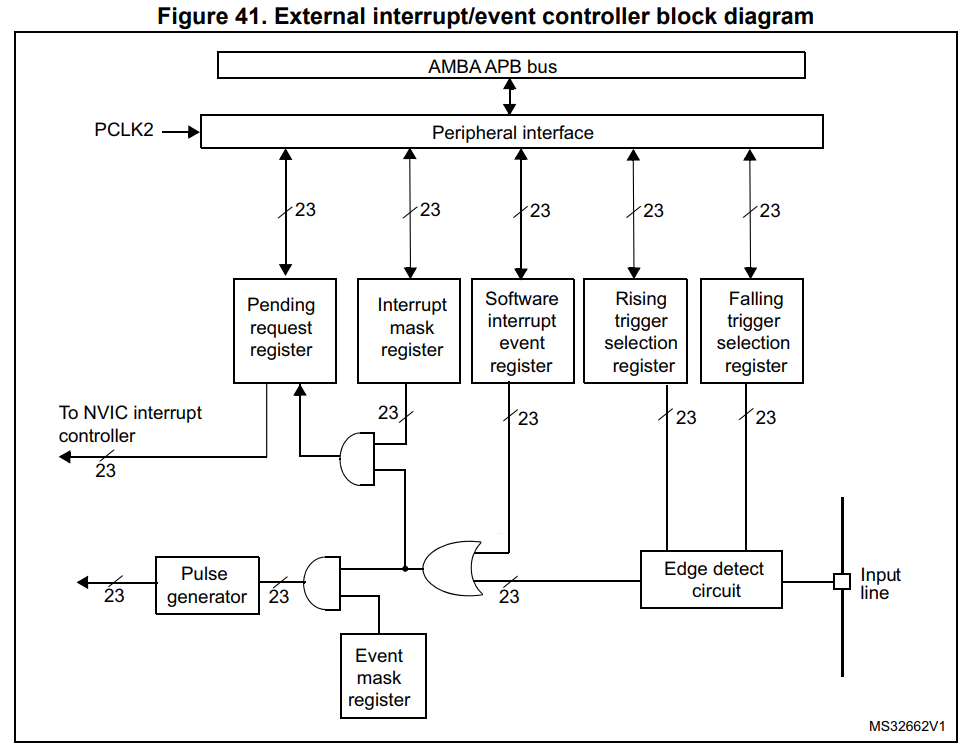 Figure 41. External interrupt/event controller block diagram
AMBA APB bus
PCLK2
Peripheral interface
23
23
23
23
23
Pending
request
register
Interrupt
mask
register
Software
interrupt
event
register
Rising
trigger
selection
register
Falling
trigger
selection
register
To NVIC interrupt
controller
23
23
23
23
23
Edge detect
circuit
Input
line
23
Pulse
generator
23
23
Event
mask
register
MS32662V1